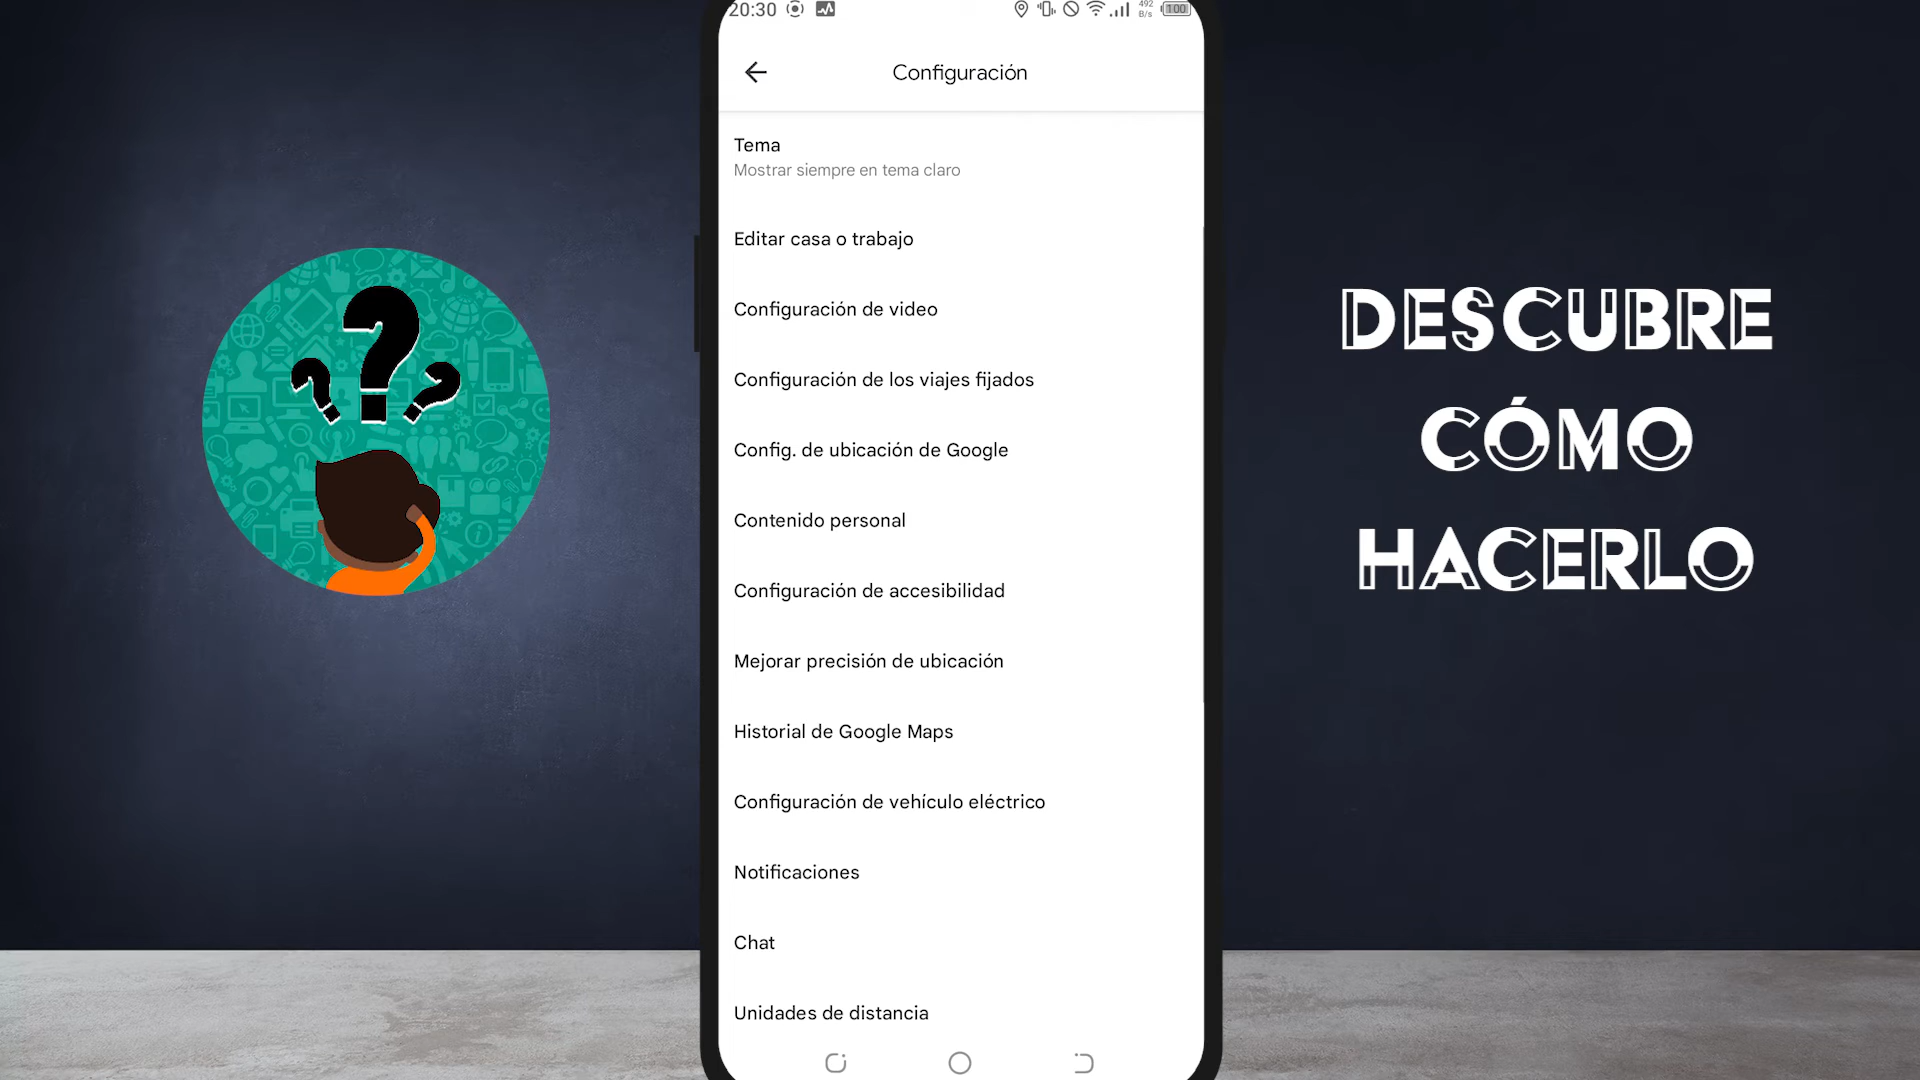 20:30
492
B/s
100
Configuración
Tema
Mostrar siempre en tema claro
Editar casa o trabajo
Configuración de video
Configuración de los viajes fijados
Config. de ubicación de Google
Contenido personal
Configuración de accesibilidad
Mejorar precisión de ubicación
Historial de Google Maps
Configuración de vehículo eléctrico
Notificaciones
Chat
Unidades de distancia
DESCUBRE
CÓMO
HACERLO